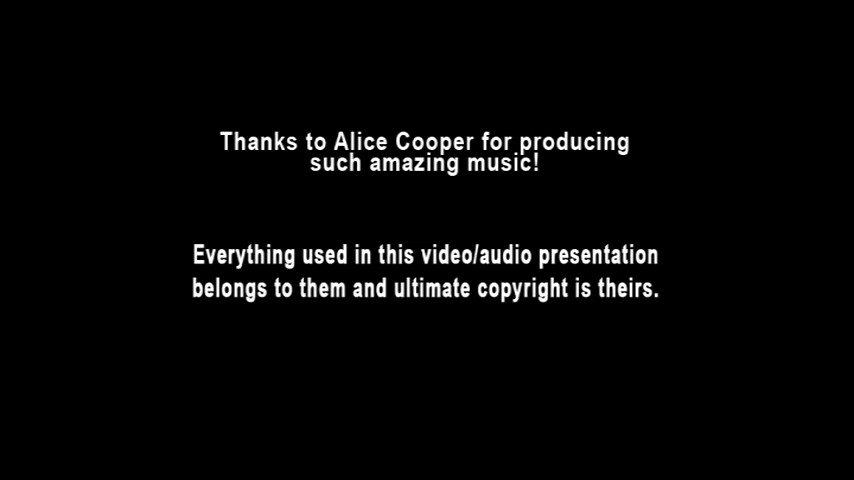 Thanks to Alice Cooper for producing
such amazing music!
Everything used in this video/audio presentation
belongs to them and ultimate copyright is theirs.